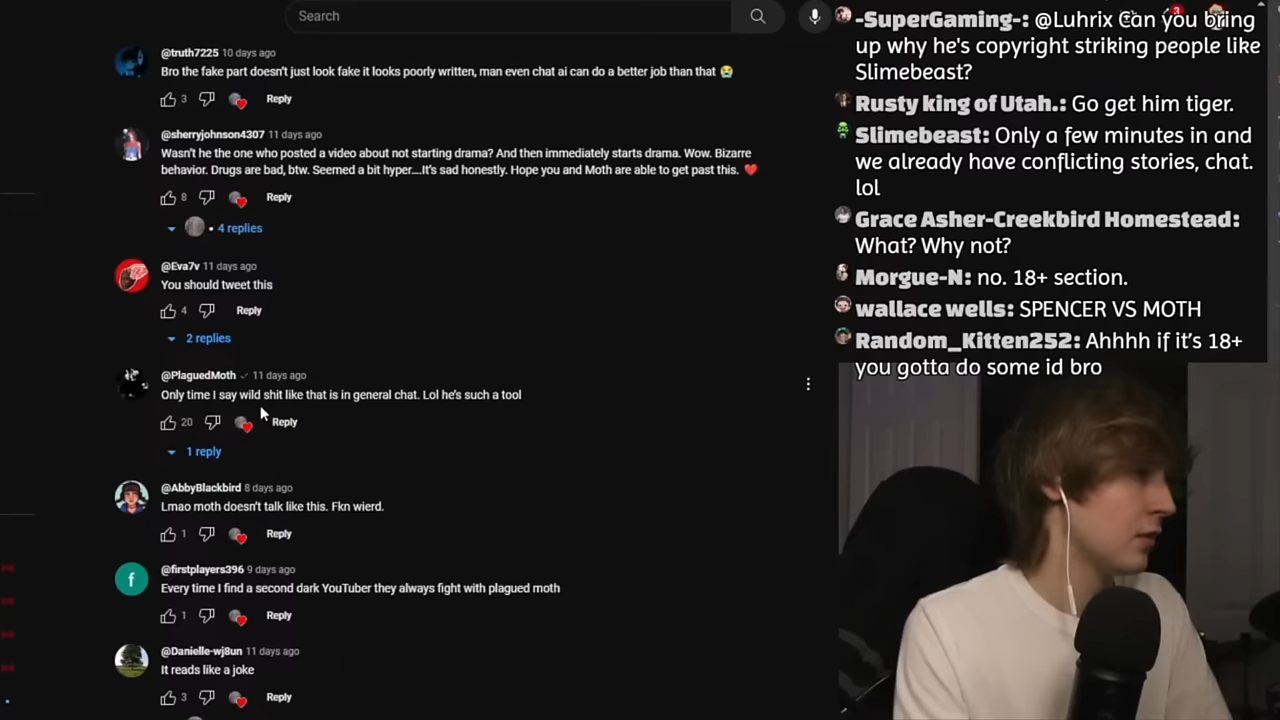 Search
3
@truth7225 10 days ago
Bro the fake part doesn't just look fake it looks poorly written, man even chat ai can do a better job than that 😭
3
Reply
@sherryjohnson4307 11 days ago
Wasn't he the one who posted a video about not starting drama? And then immediately starts drama. Wow. Bizarre
behavior. Drugs are bad, btw. Seemed a bit hyper....It's sad honestly. Hope you and Moth are able to get past this. ❤️
8
Reply
4 replies
@Eva7v 11 days ago
You should tweet this
4
Reply
2 replies
@PlaguedMoth 11 days ago
Only time I say wild shit like that is in general chat. Lol he's such a tool
20
Reply
1 reply
@AbbyBlackbird 8 days ago
Lmao moth doesn't talk like this. Fkn wierd.
1
Reply
f
@firstplayers396 9 days ago
Every time I find a second dark YouTuber they always fight with plagued moth
1
Reply
@Danielle-wj8un 11 days ago
It reads like a joke
3
Reply
-SuperGaming-: @Luhrix Can you bring
up why he's copyright striking people like
Slimebeast?
Rusty king of Utah.: Go get him tiger.
Slimebeast: Only a few minutes in and
we already have conflicting stories, chat.
lol
Grace Asher-Creekbird Homestead:
What? Why not?
Morgue-N: no. 18+ section.
wallace wells: SPENCER VS MOTH
Random_Kitten252: Ahhhh if it's 18+
you gotta do some id bro